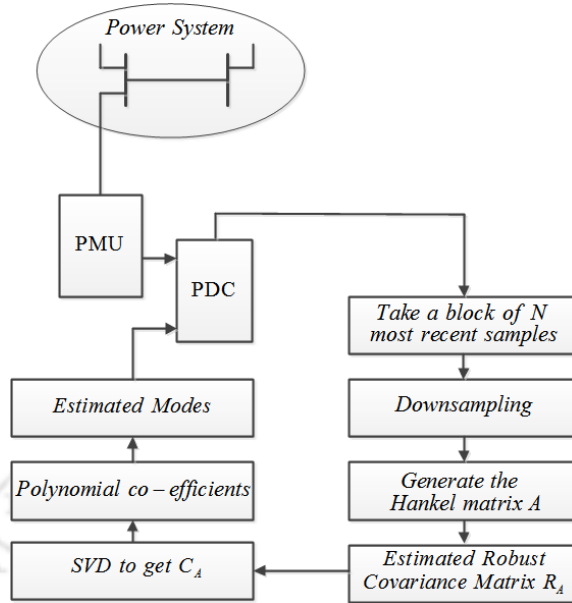 Power System
PMU
PDC
Take a block of N
most recent samples
Downsampling
Generate the
Hankel matrix A
Estimated Robust
Covariance Matrix R_A
SVD to get C_A
Polynomial co – efficients
Estimated Modes